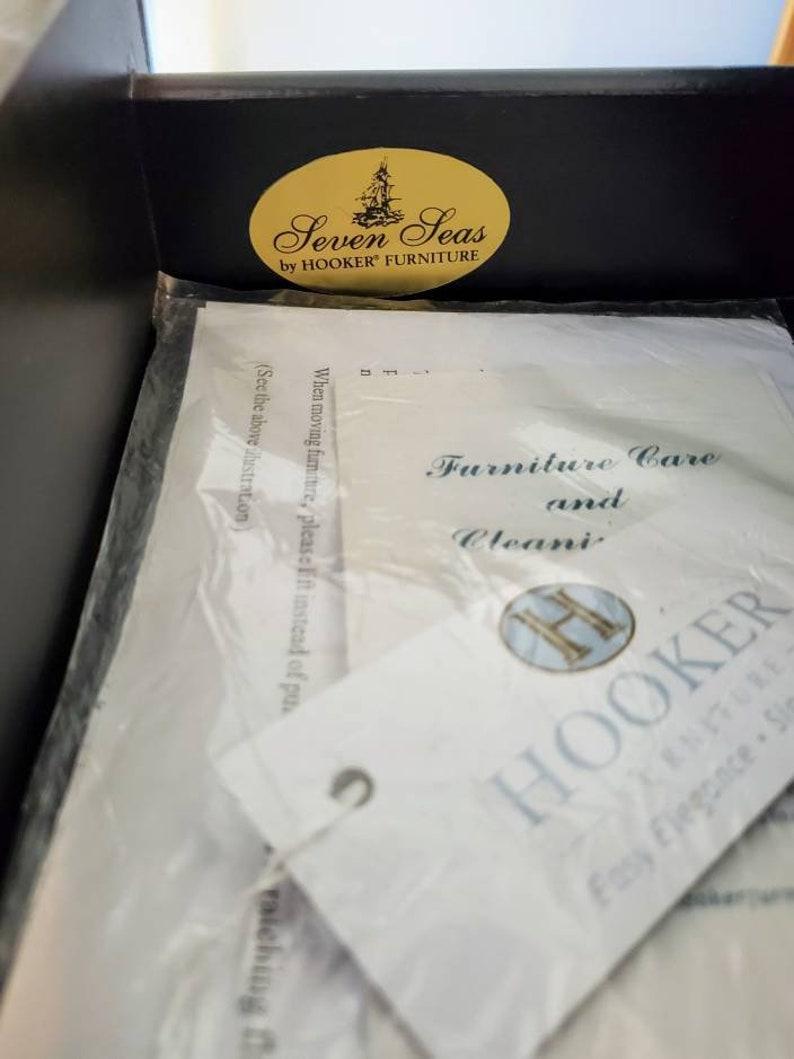 Seven Seas
by HOOKER® FURNITURE
When moving furniture, please lift instead of
(See the above illustration)
Furniture Care
and
H
HOOKER
Easy Elegance •